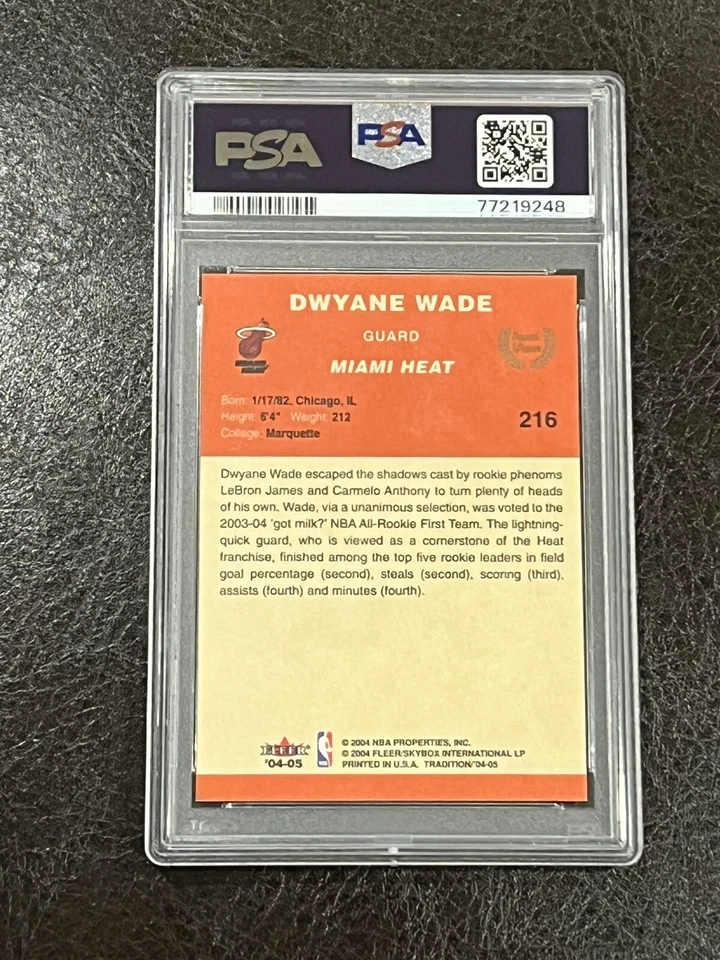 PSA PSA
77219248
DWYANE WADE
GUARD
MIAMI HEAT
Born: 1/17/82, Chicago, IL
Height: 6'4" Weight: 212
College: Marquette
216
Dwyane Wade escaped the shadows cast by rookie phenoms
LeBron James and Carmelo Anthony to turn plenty of heads
of his own. Wade, via a unanimous selection, was voted to the
2003-04 'got milk?' NBA All-Rookie First Team. The lightning-
quick guard, who is viewed as a cornerstone of the Heat
franchise, finished among the top five rookie leaders in field
goal percentage (second), steals (second), scoring (third),
assists (fourth) and minutes (fourth).
FLEER
'04-05
© 2004 NBA PROPERTIES, INC.
© 2004 FLEER/SKYBOX INTERNATIONAL LP
PRINTED IN U.S.A. TRADITION/'04-05